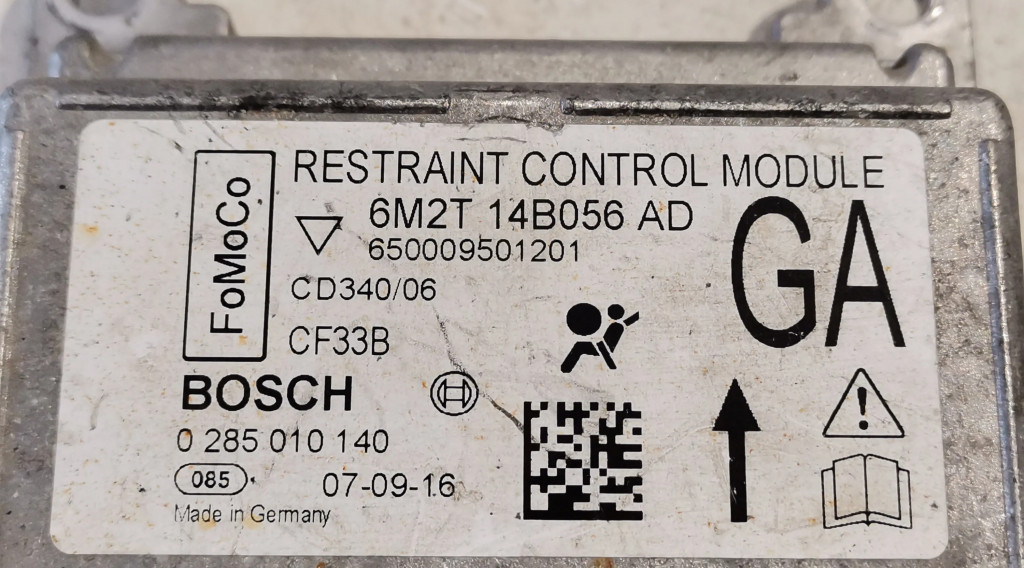 FoMoCo
RESTRAINT CONTROL MODULE
6M2T 14B056 AD
650009501201
GA
CD340/06
CF33B
BOSCH
0 285 010 140
085
07-09-16
Made in Germany